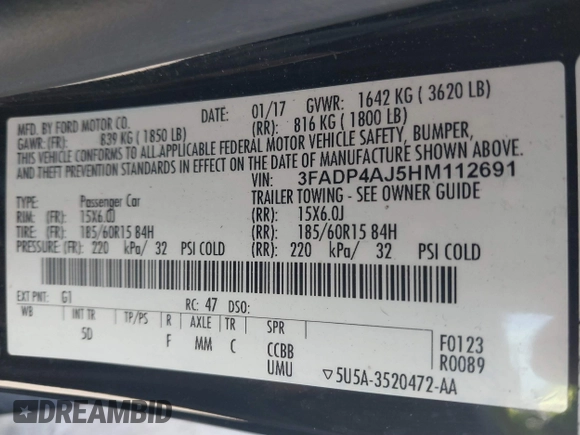 MFD. BY FORD MOTOR CO.
DATE: 01/17 GVWR: 1642 KG ( 3620 LB)
GAWR:(FR): 839 KG ( 1850 LB) (RR): 816 KG ( 1800 LB)
THIS VEHICLE CONFORMS TO ALL APPLICABLE FEDERAL MOTOR VEHICLE SAFETY, BUMPER,
AND THEFT PREVENTION STANDARDS IN EFFECT ON THE DATE OF MANUFACTURE SHOWN ABOVE.
VIN: 3FADP4AJ5HM112691
TYPE: Passenger Car TRAILER TOWING - SEE OWNER GUIDE
RIM: (FR): 15X6.0J (RR): 15X6.0J
TIRE: (FR): 185/60R15 84H (RR): 185/60R15 84H
PRESSURE:(FR): 220 kPa/ 32 PSI COLD (RR): 220 kPa/ 32 PSI COLD
EXT PNT: G1 RC: 47 DSO:
WB INT TR TP/PS R AXLE TR SPR
5D F MM C CCBB
UMU
F0123
R0089
▽5U5A-3520472-AA
DREAMBID